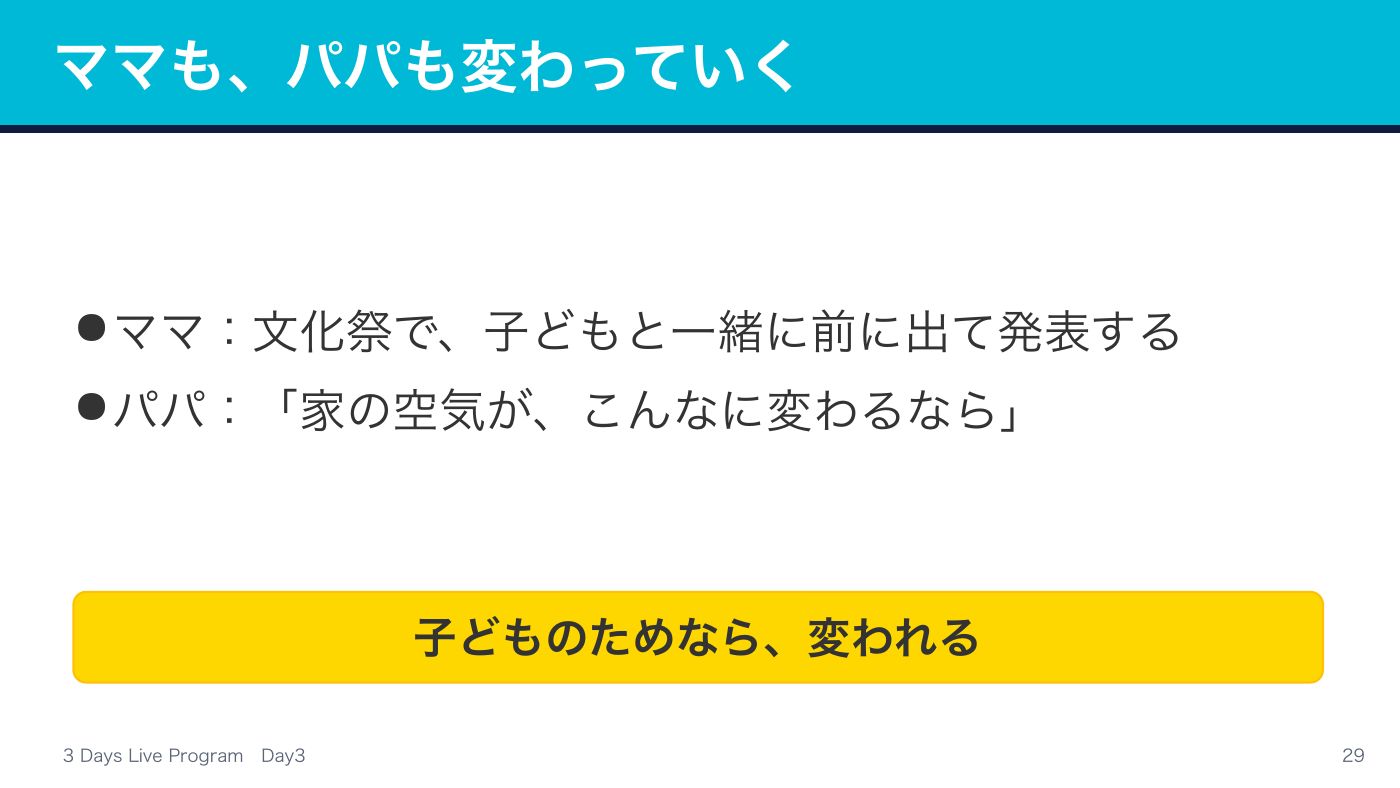 ママも、パパも変わっていく
●ママ：文化祭で、子どもと一緒に前に出て発表する
●パパ：「家の空気が、こんなに変わるなら」
子どものためなら、変われる
3 Days Live Program　Day3
29